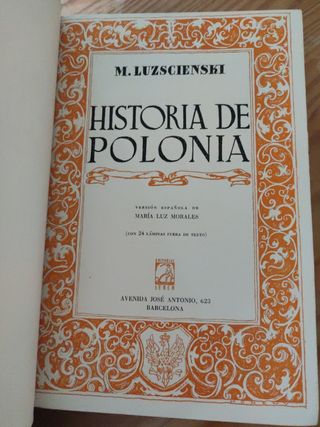 M. LUZSCIENSKI
HISTORIA DE
POLONIA
VERSIÓN ESPAÑOLA DE
MARÍA LUZ MORALES
(CON 24 LÁMINAS FUERA DE TEXTO)
AVENIDA JOSÉ ANTONIO, 623
BARCELONA